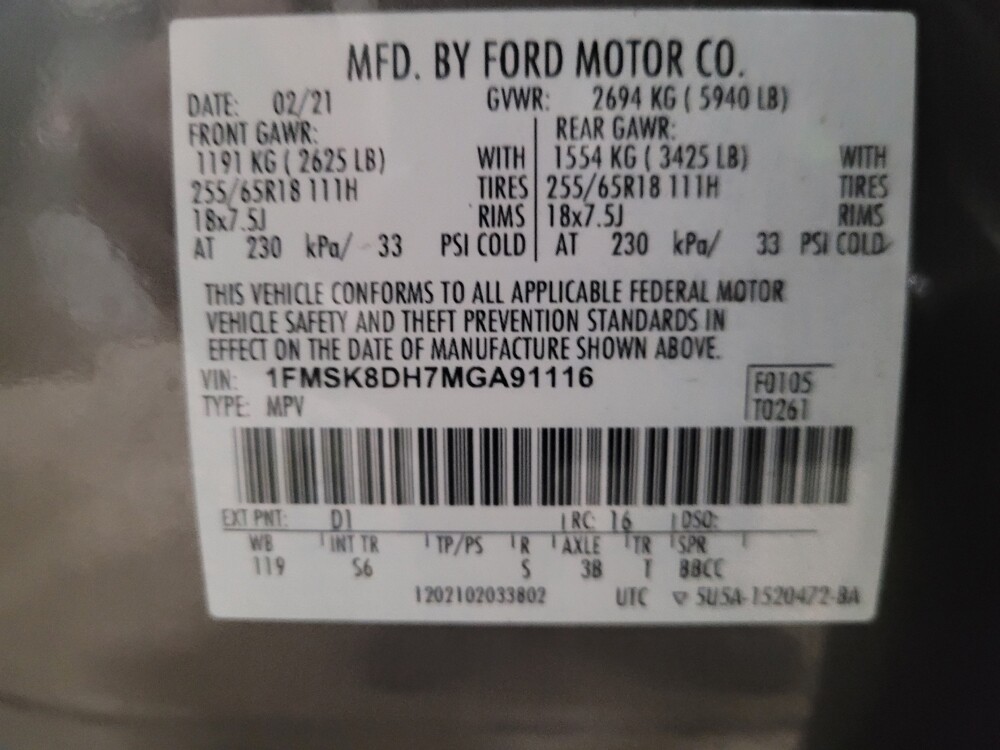 MFD. BY FORD MOTOR CO.
DATE: 02/21 GVWR: 2694 KG ( 5940 LB)
FRONT GAWR: REAR GAWR:
1191 KG ( 2625 LB) WITH 1554 KG ( 3425 LB) WITH
255/65R18 111H TIRES 255/65R18 111H TIRES
18x7.5J RIMS 18x7.5J RIMS
AT 230 kPa/ 33 PSI COLD AT 230 kPa/ 33 PSI COLD
THIS VEHICLE CONFORMS TO ALL APPLICABLE FEDERAL MOTOR
VEHICLE SAFETY AND THEFT PREVENTION STANDARDS IN
EFFECT ON THE DATE OF MANUFACTURE SHOWN ABOVE.
VIN: 1FMSK8DH7MGA91116 F0105
TYPE: MPV T0261
EXT PNT: D1 RC: 16 DSO:
WB INT TR TP/PS R AXLE TR SPR
119 S6 S 3B T BBCC
1202102033802 UTC ▽ 5U5A-1520472-BA